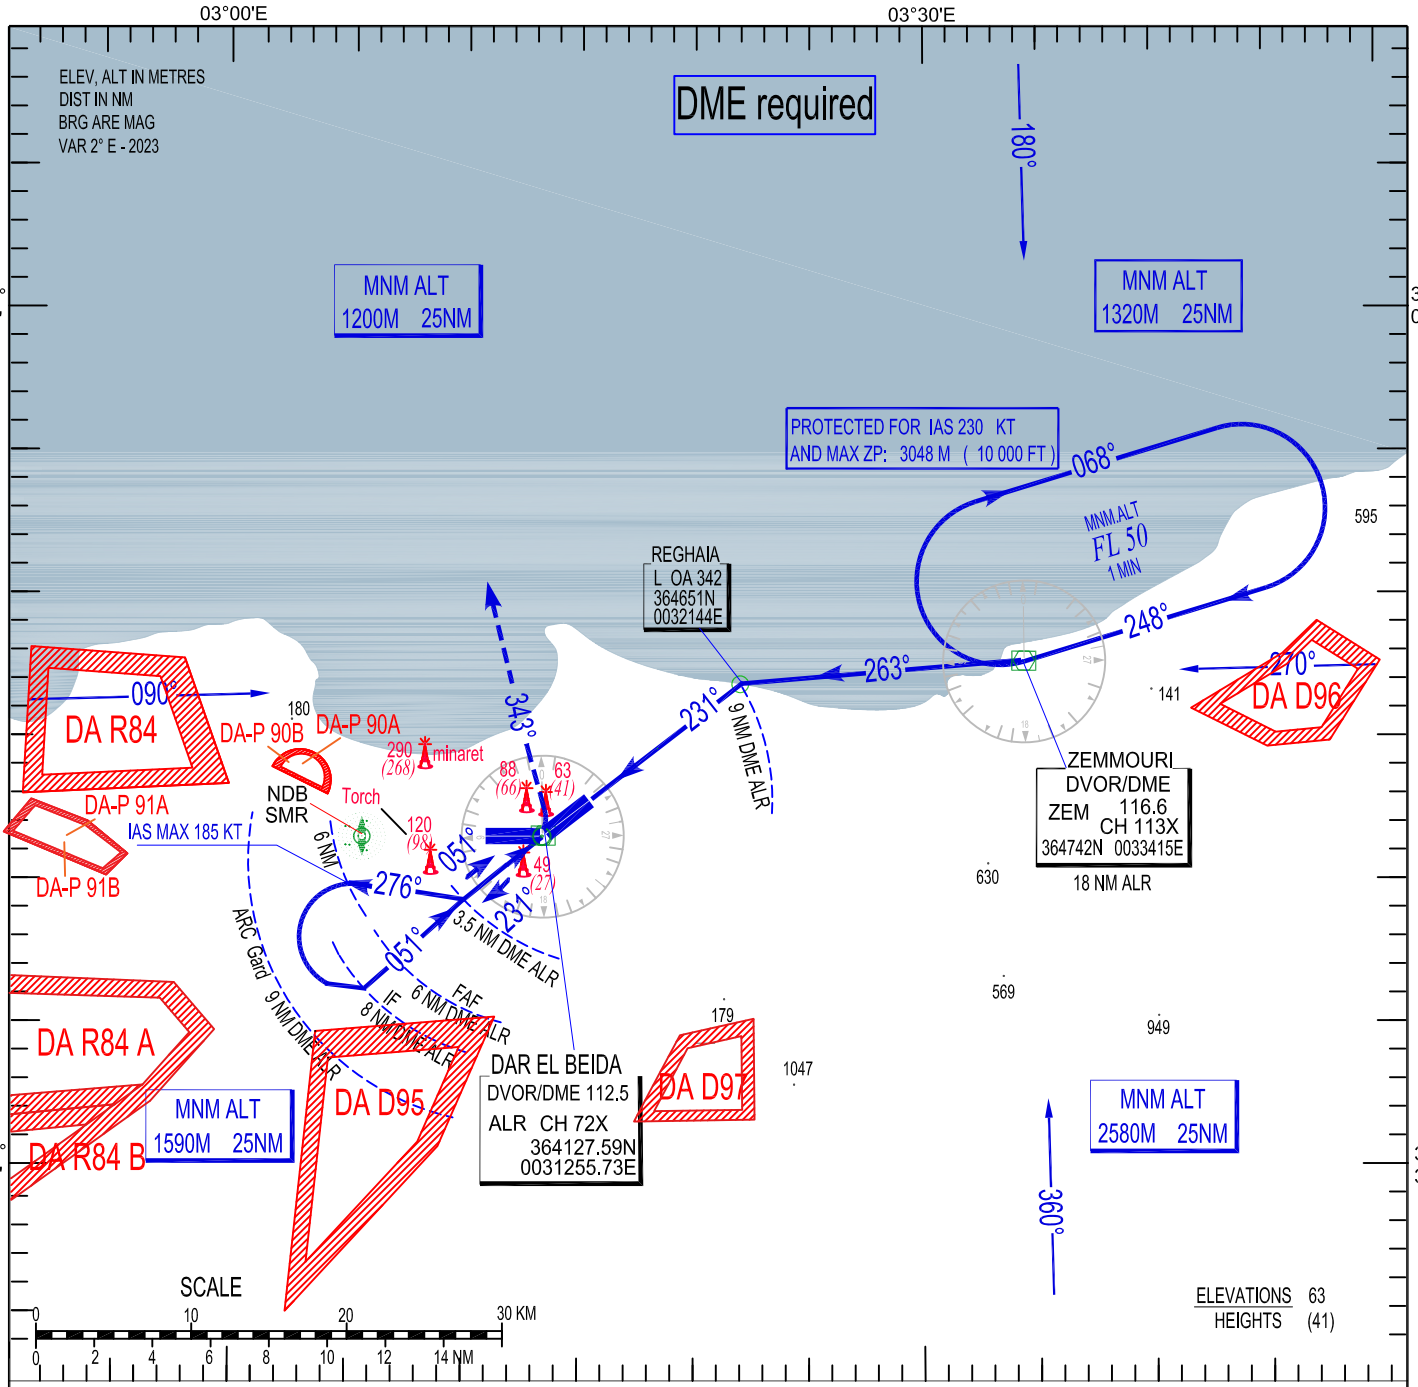 03°00'E
03°30'E
ELEV, ALT IN METRES
DIST IN NM
BRG ARE MAG
VAR 2° E - 2023
DME required
180°
MNM ALT
1200M 25NM
MNM ALT
1320M 25NM
PROTECTED FOR IAS 230 KT
AND MAX ZP: 3048 M ( 10 000 FT )
068°
MNM.ALT
FL 50
1 MIN
595
REGHAIA
L OA 342
364651N
0032144E
248°
263°
270°
DA D96
141
090°
DA R84
180
DA-P 90B
DA-P 90A
343°
231°
9 NM DME ALR
290
(268)
minaret
88
(66)
63
(41)
NDB
SMR
Torch
120
(98)
DA-P 91A
IAS MAX 185 KT
DA-P 91B
6 NM
051°
49
(27)
231°
276°
051°
3.5 NM DME ALR
ARC Gard 9 NM DME ALR
IF
8 NM DME ALR
FAF
6 NM DME ALR
27
18
27
18
ZEMMOURI
DVOR/DME
ZEM 116.6
CH 113X
364742N 0033415E
18 NM ALR
630
569
949
179
1047
DA R84 A
DA R84 B
MNM ALT
1590M 25NM
DA D95
DAR EL BEIDA
DVOR/DME 112.5
ALR CH 72X
364127.59N
0031255.73E
DA D97
MNM ALT
2580M 25NM
360°
SCALE
0 10 20 30 KM
0 2 4 6 8 10 12 14 NM
ELEVATIONS 63
HEIGHTS (41)